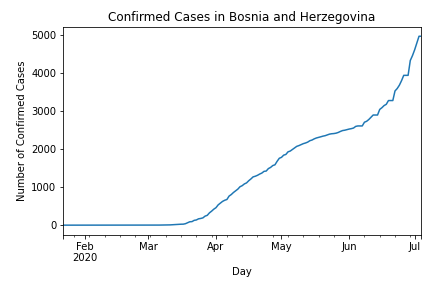 Confirmed Cases in Bosnia and Herzegovina
5000
4000
3000
2000
1000
0
Number of Confirmed Cases
Feb Mar Apr May Jun Jul
2020
Day